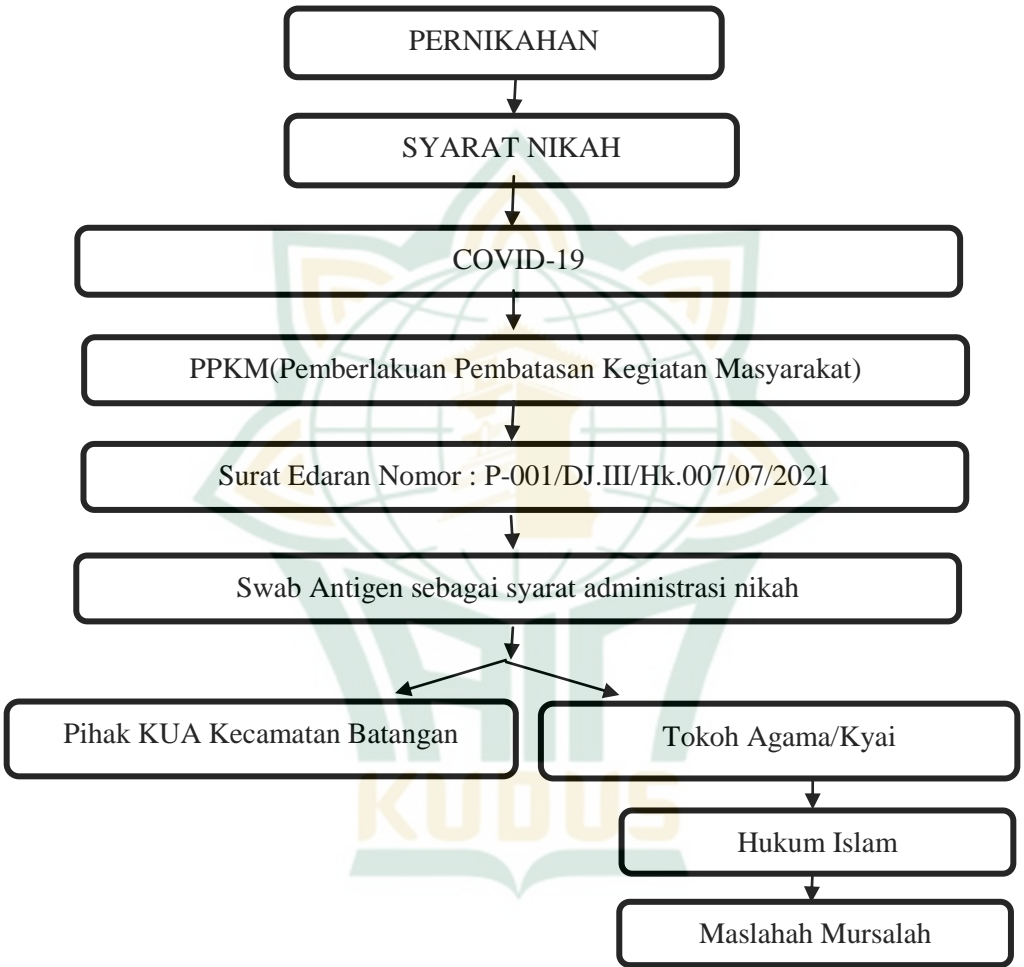 PERNIKAHAN
SYARAT NIKAH
COVID-19
PPKM(Pemberlakuan Pembatasan Kegiatan Masyarakat)
Surat Edaran Nomor : P-001/DJ.III/Hk.007/07/2021
Swab Antigen sebagai syarat administrasi nikah
Pihak KUA Kecamatan Batangan
Tokoh Agama/Kyai
KUDUS
Hukum Islam
Maslahah Mursalah